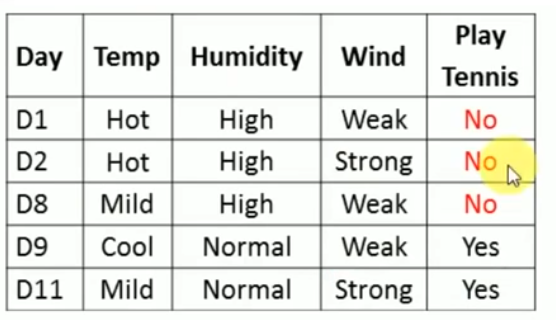 Day Temp Humidity Wind Play Tennis
D1 Hot High Weak No
D2 Hot High Strong No
D8 Mild High Weak No
D9 Cool Normal Weak Yes
D11 Mild Normal Strong Yes